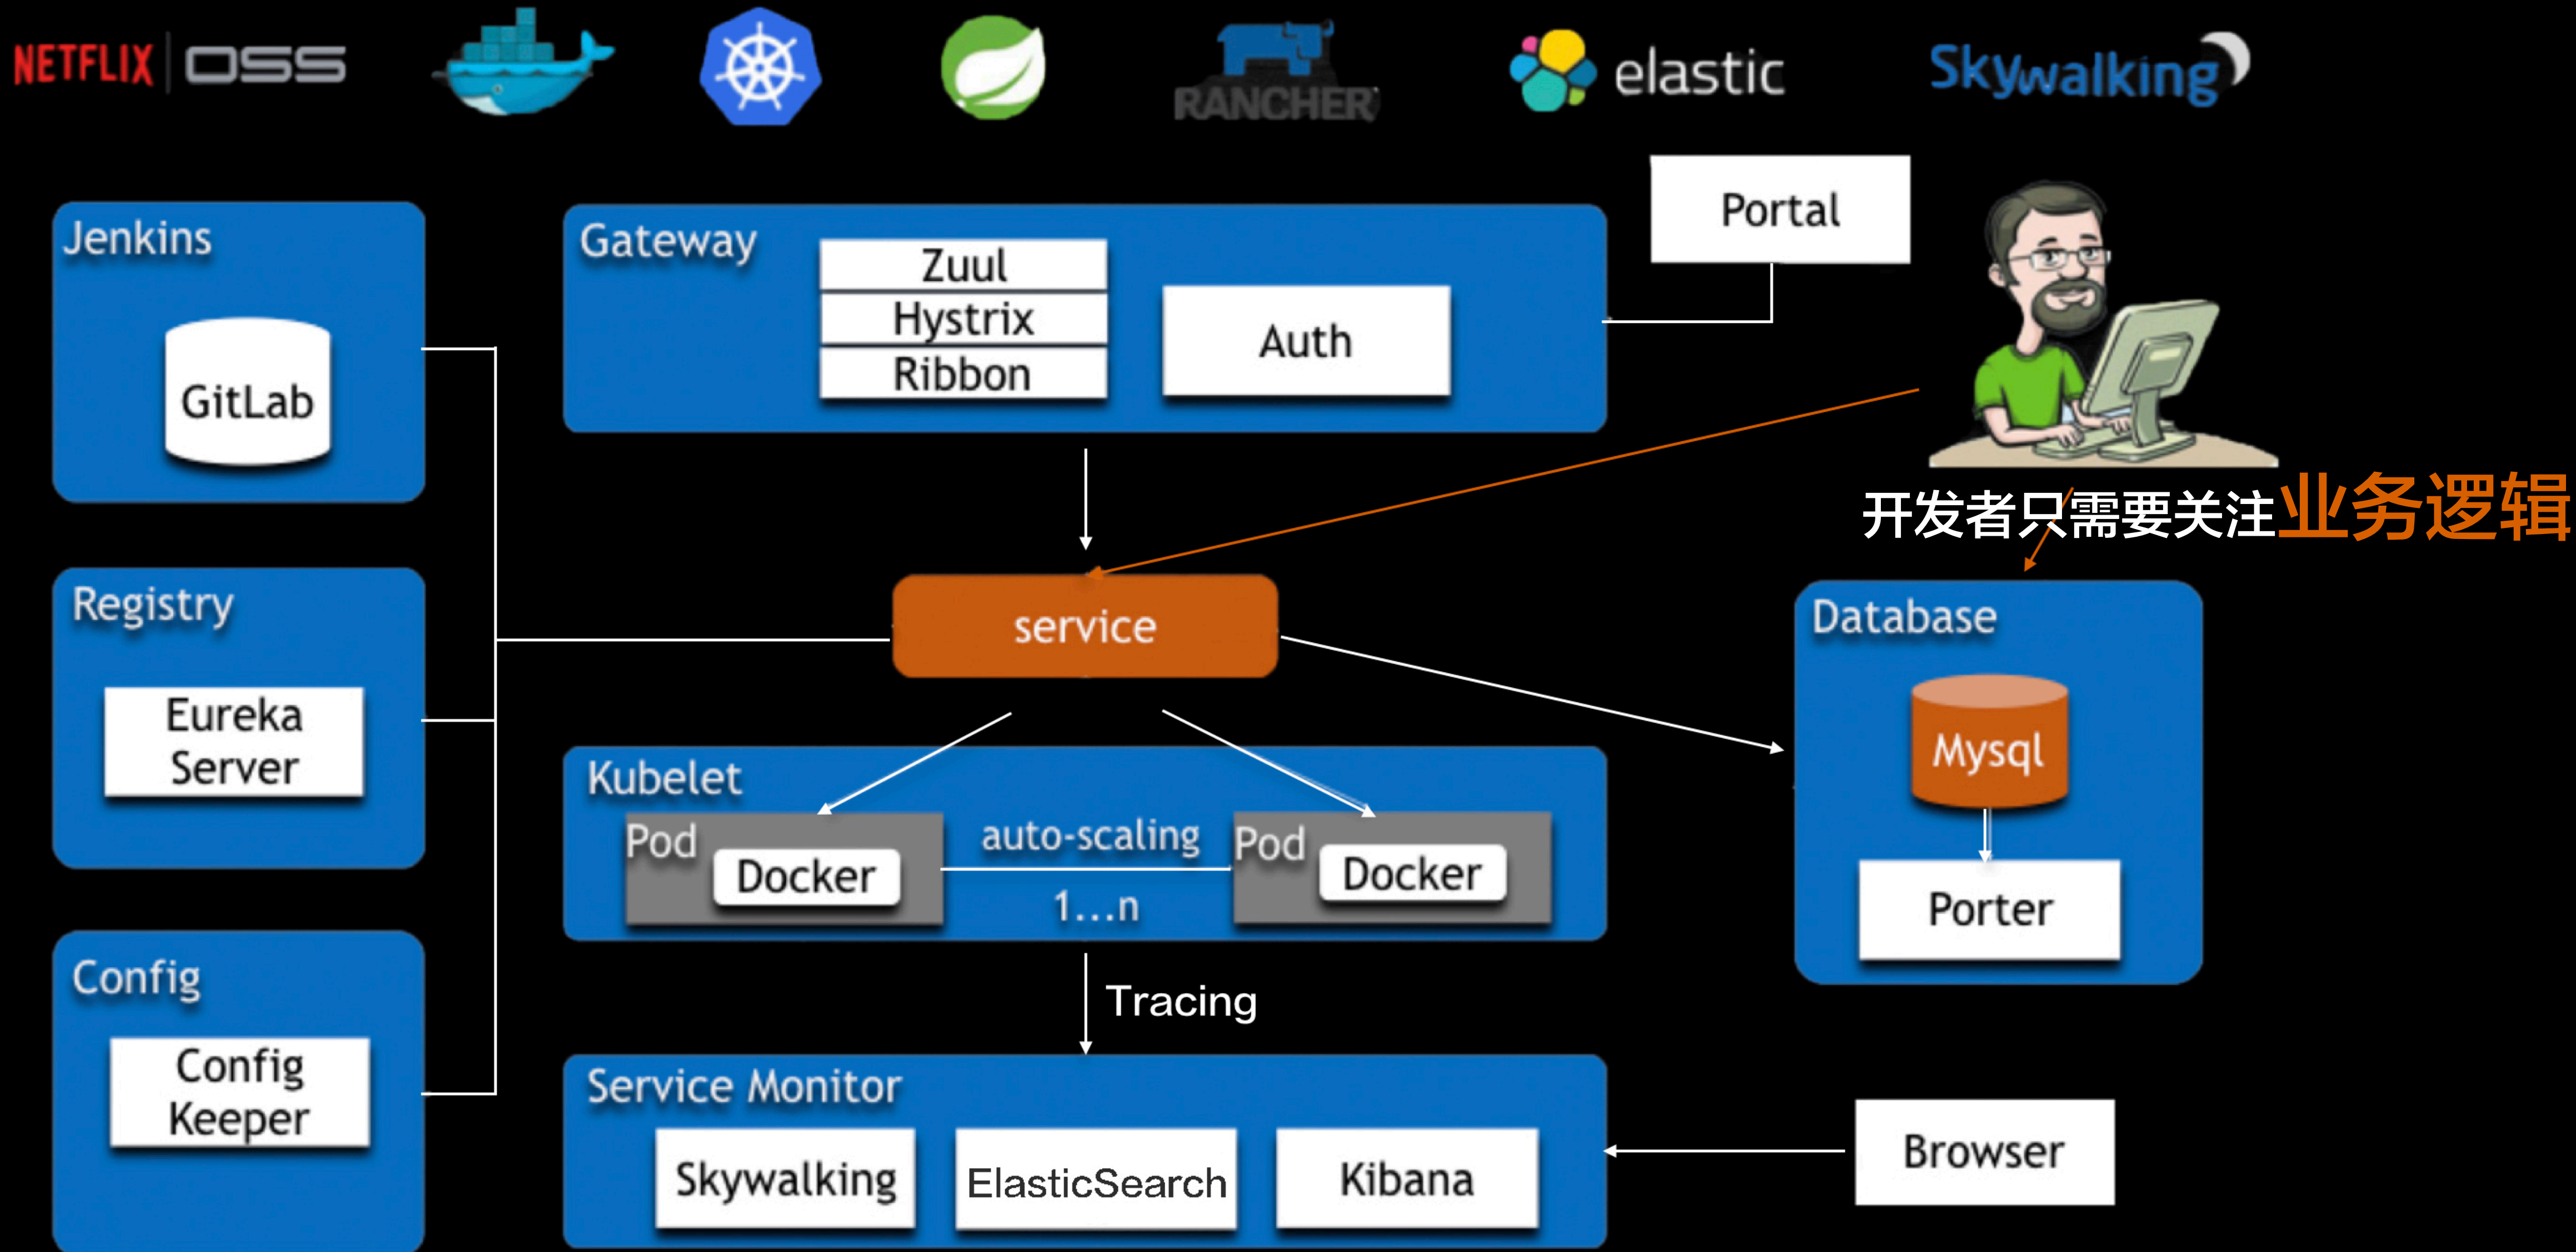 NETFLIX OSS
RANCHER
elastic
Skywalking
Portal
Jenkins
GitLab
Gateway
Zuul
Hystrix
Ribbon
Auth
开发者只需要关注业务逻辑
Registry
Eureka
Server
service
Database
Mysql
Porter
Kubelet
Pod
Docker
auto-scaling
1...n
Pod
Docker
Config
Config
Keeper
Tracing
Service Monitor
Skywalking
ElasticSearch
Kibana
Browser